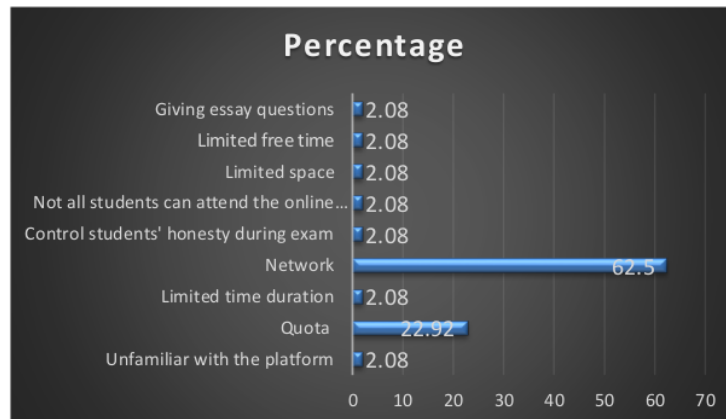 Percentage
Giving essay questions 2.08
Limited free time 2.08
Limited space 2.08
Not all students can attend the online… 2.08
Control students' honesty during exam 2.08
Network 62.5
Limited time duration 2.08
Quota 22.92
Unfamiliar with the platform 2.08
0 10 20 30 40 50 60 70